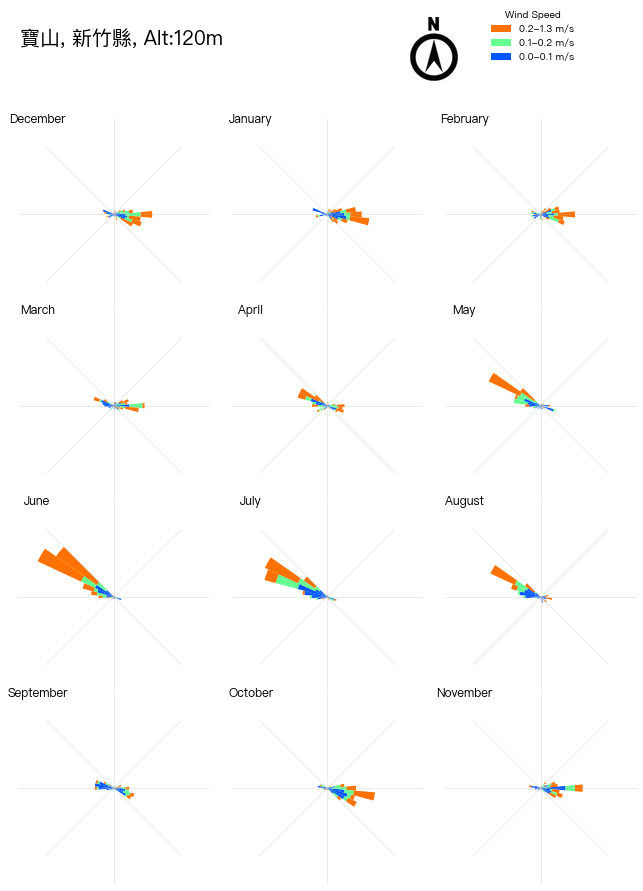 寶山, 新竹縣, Alt:120m
N
Wind Speed
0.2–1.3 m/s
0.1–0.2 m/s
0.0–0.1 m/s
December
January
February
March
April
May
June
July
August
September
October
November